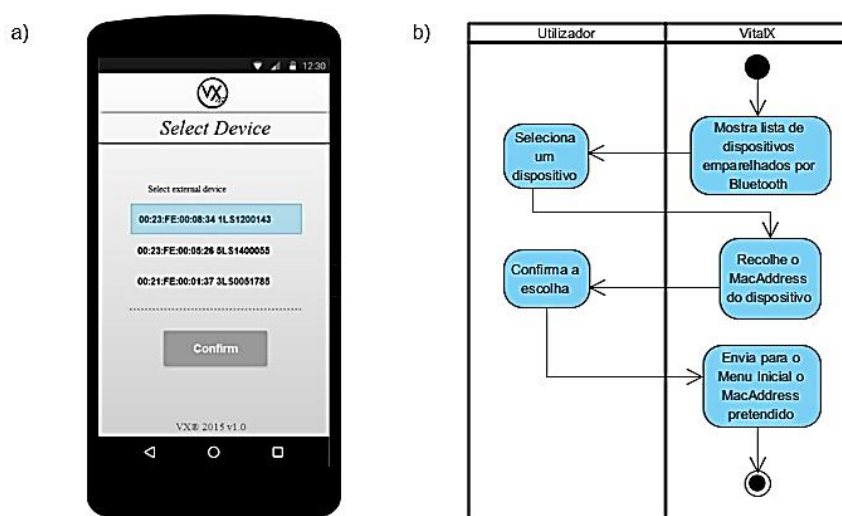 a)
12:30
VX
Select Device
Select external device
00:23:FE:00:08:34 1LS1200143
00:23:FE:00:05:26 5LS1400055
00:21:FE:00:01:37 3LS0051785
Confirm
VX® 2015 v1.0
b)
Utilizador
VitalX
Mostra lista de
dispositivos
emparelhados por
Bluetooth
Seleciona
um
dispositivo
Recolhe o
MacAddress
do dispositivo
Confirma a
escolha
Envia para o
Menu Inicial o
MacAddress
pretendido